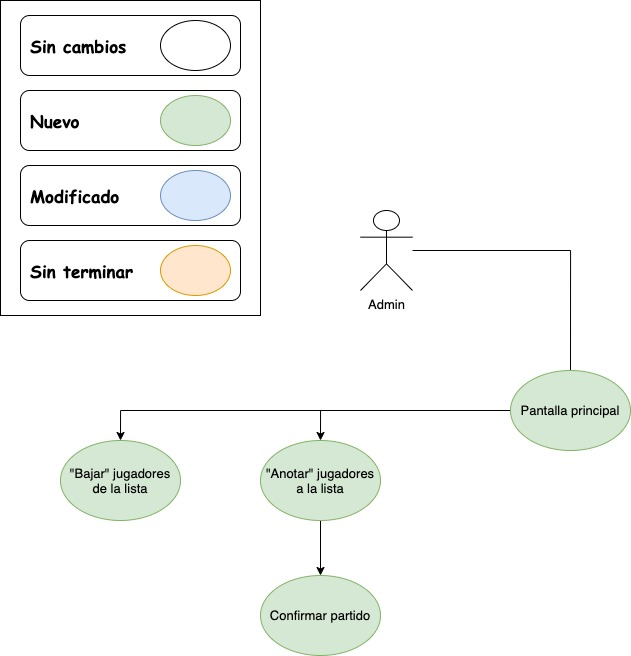 Sin cambios
Nuevo
Modificado
Sin terminar
Admin
Pantalla principal
"Bajar" jugadores
de la lista
"Anotar" jugadores
a la lista
Confirmar partido